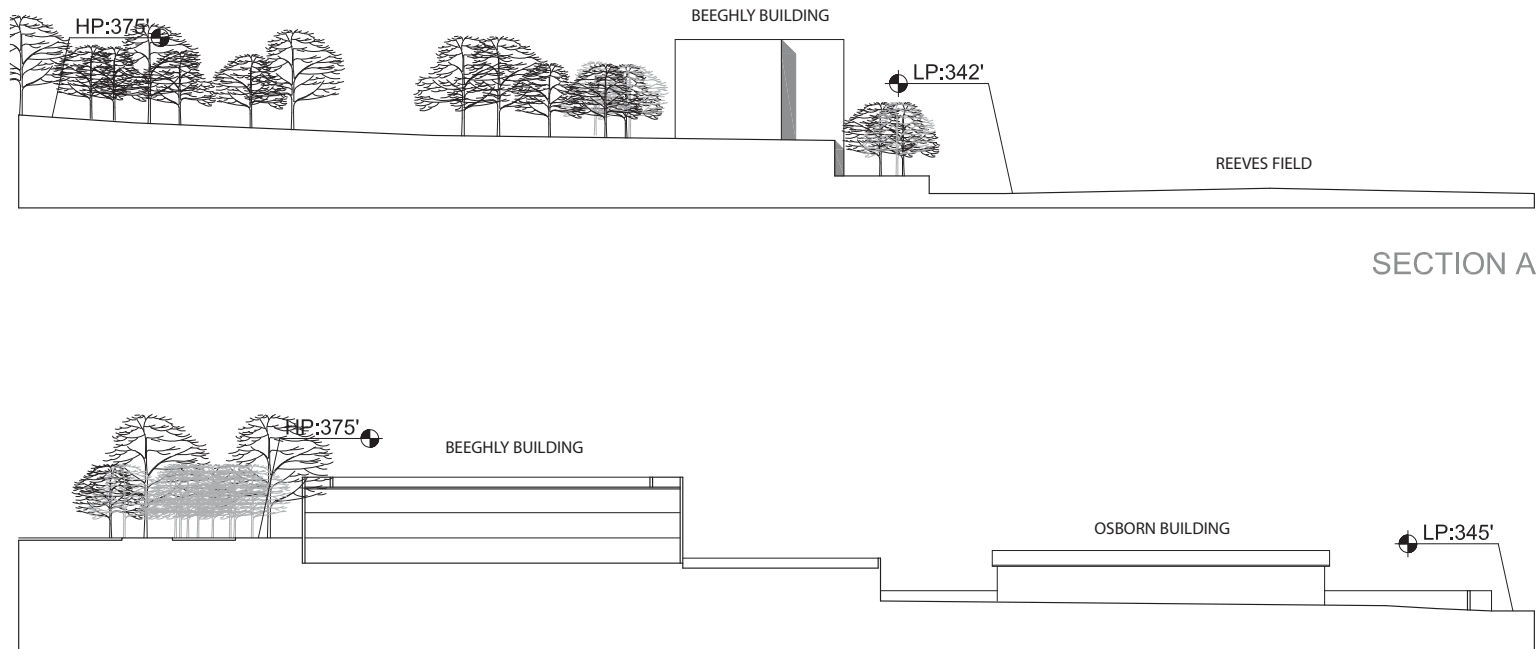 BEEGHLY BUILDING
HP:375'
LP:342'
REEVES FIELD
SECTION A
HP:375'
BEEGHLY BUILDING
OSBORN BUILDING
LP:345'